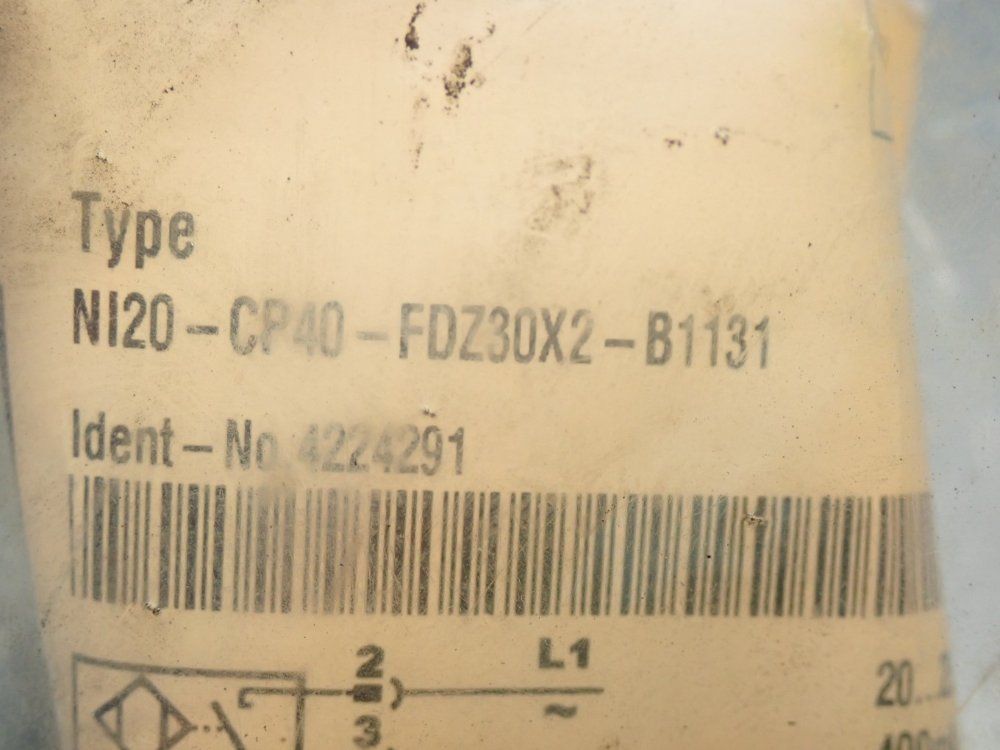 Type
NI20-CP40-FDZ30X2-B1131
Ident-No. 4224291
2 L1
~
3
20...